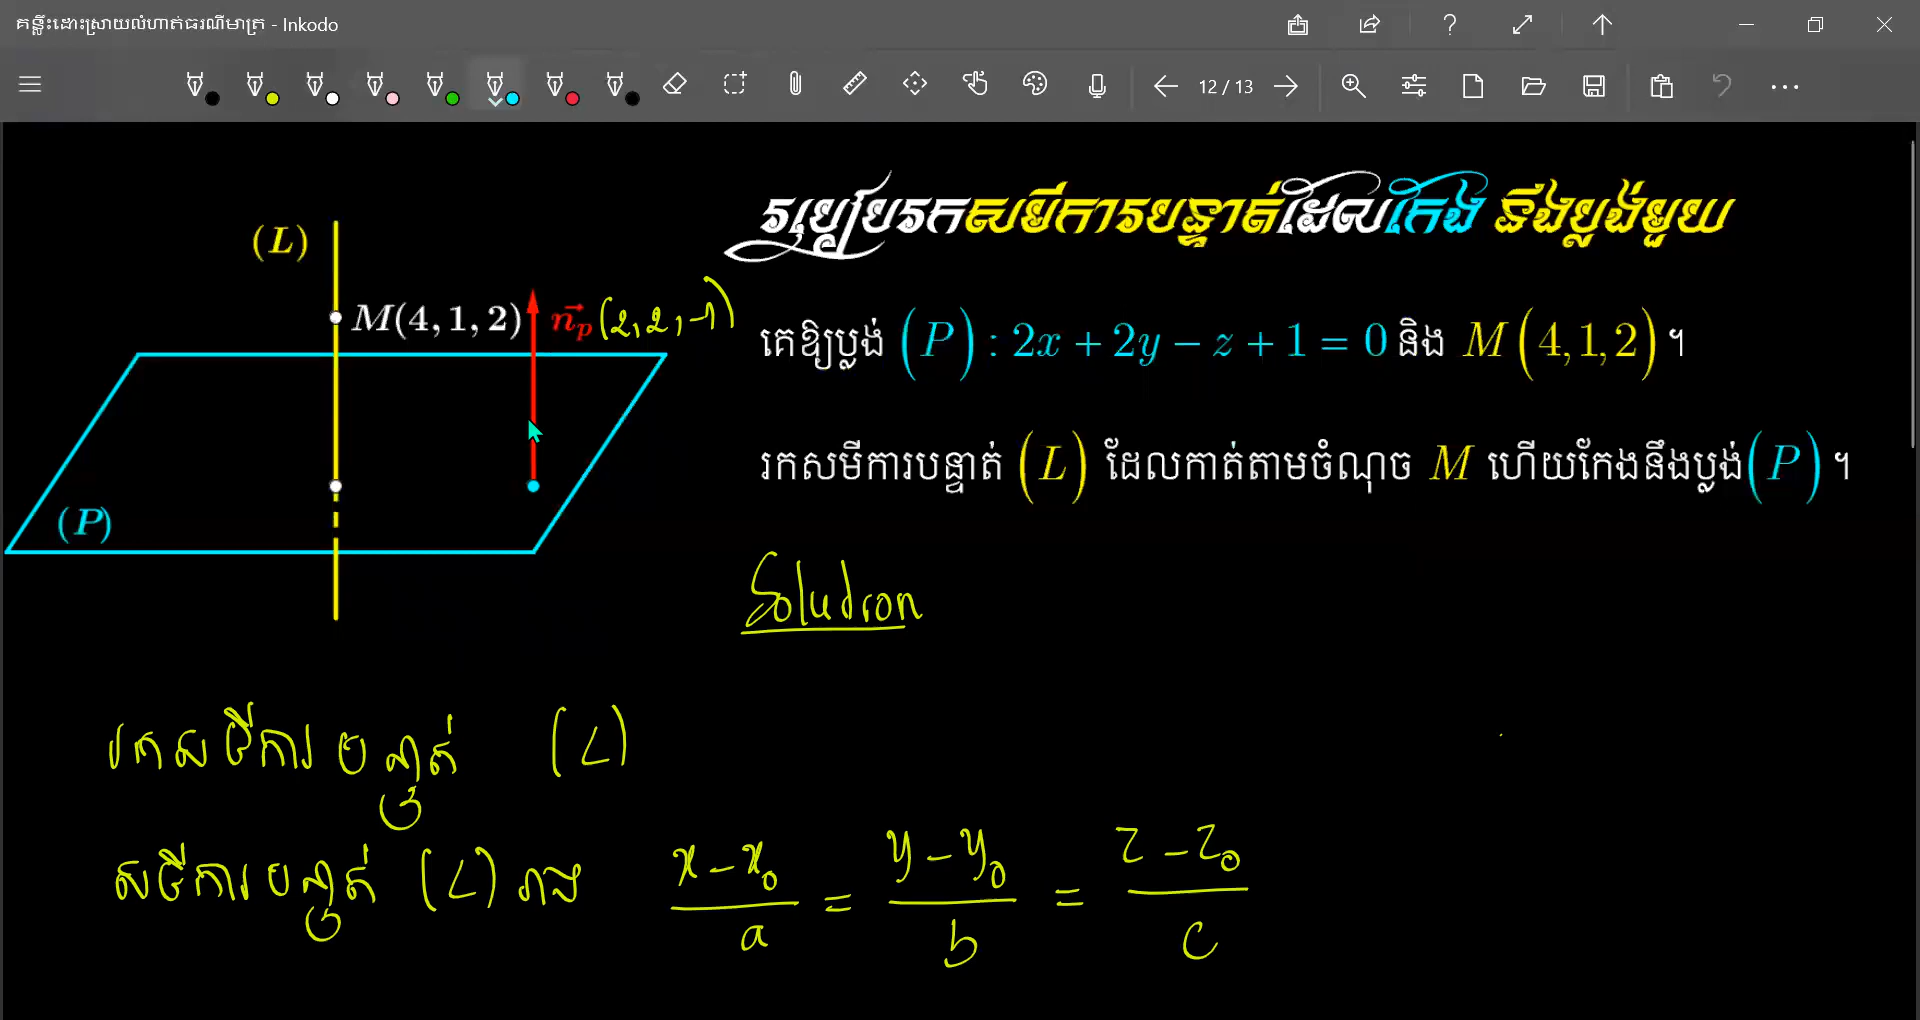 គន្លឹះដោះស្រាយលំហាត់ធរណីមាត្រ - Inkodo
12 / 13
របៀបរកសមីការបន្ទាត់ដែលកែង នឹងប្លង់មួយ
(L)
M(4, 1, 2)
n⃗p (2, 2, -1)
(P)
គេឱ្យប្លង់ (P) : 2x + 2y − z + 1 = 0 និង M(4, 1, 2) ។
រកសមីការបន្ទាត់ (L) ដែលកាត់តាមចំណុច M ហើយកែងនឹងប្លង់(P) ។
Solution
រកសមីការបន្ទាត់ (L)
សមីការបន្ទាត់ (L) រាង x - x₀ / a = y - y₀ / b = z - z₀ / c